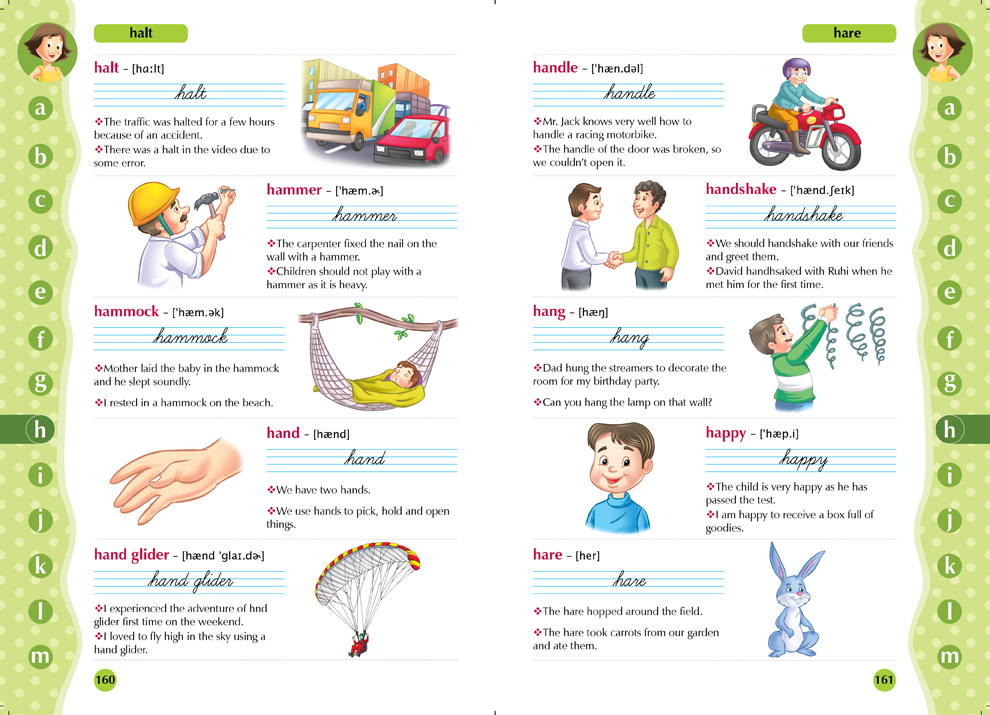 halt
a
b
c
d
e
f
g
h
i
j
k
l
m
halt – [hɑːlt]
halt
❖The traffic was halted for a few hours
because of an accident.
❖There was a halt in the video due to
some error.
hammer – [ˈhæm.ɚ]
hammer
❖The carpenter fixed the nail on the
wall with a hammer.
❖Children should not play with a
hammer as it is heavy.
hammock – [ˈhæm.ək]
hammock
❖Mother laid the baby in the hammock
and he slept soundly.
❖I rested in a hammock on the beach.
hand – [hænd]
hand
❖We have two hands.
❖We use hands to pick, hold and open
things.
hand glider – [hænd ˈɡlaɪ.dɚ]
hand glider
❖I experienced the adventure of hnd
glider first time on the weekend.
❖I loved to fly high in the sky using a
hand glider.
160
hare
handle – [ˈhæn.dəl]
handle
❖Mr. Jack knows very well how to
handle a racing motorbike.
❖The handle of the door was broken, so
we couldn’t open it.
handshake – [ˈhænd.ʃeɪk]
handshake
❖We should handshake with our friends
and greet them.
❖David handhsaked with Ruhi when he
met him for the first time.
hang – [hæŋ]
hang
❖Dad hung the streamers to decorate the
room for my birthday party.
❖Can you hang the lamp on that wall?
happy – [ˈhæp.i]
happy
❖The child is very happy as he has
passed the test.
❖I am happy to receive a box full of
goodies.
hare – [her]
hare
❖The hare hopped around the field.
❖The hare took carrots from our garden
and ate them.
161
a
b
c
d
e
f
g
h
i
j
k
l
m